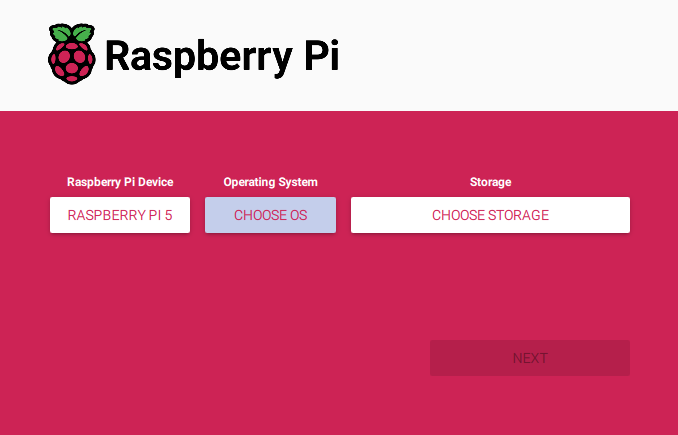 Raspberry Pi
Raspberry Pi Device Operating System Storage
RASPBERRY PI 5 CHOOSE OS CHOOSE STORAGE
NEXT